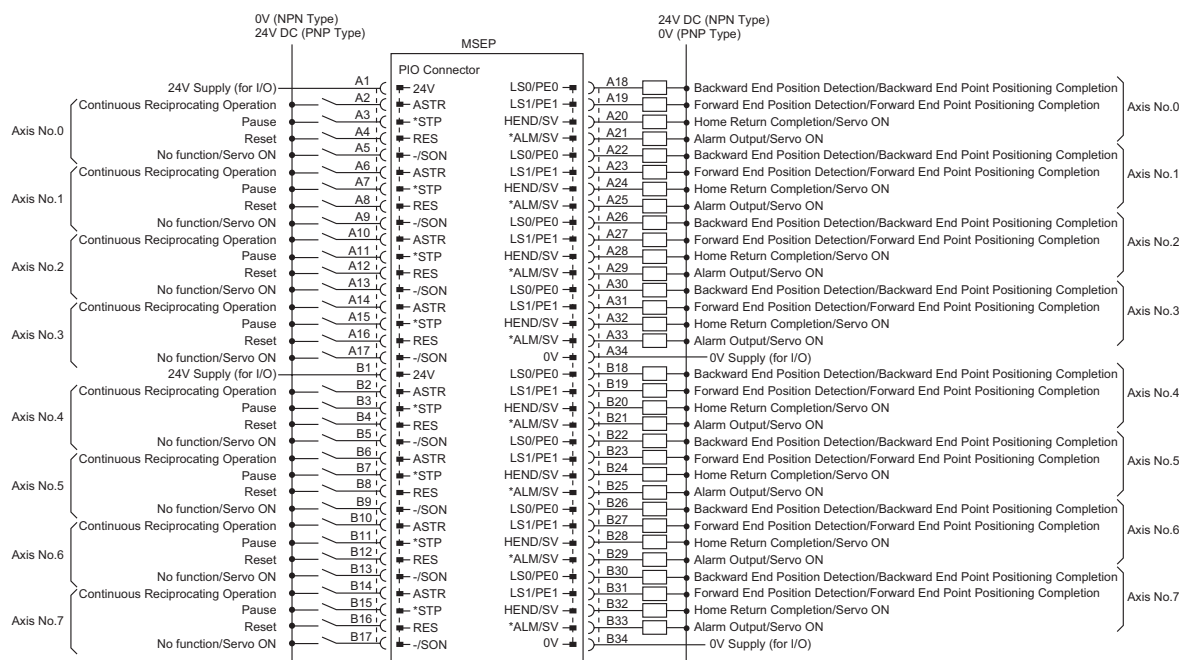 0V (NPN Type)
24V DC (PNP Type)
24V DC (NPN Type)
0V (PNP Type)
MSEP
PIO Connector
24V Supply (for I/O) A1 24V LS0/PE0 A18 Backward End Position Detection/Backward End Point Positioning Completion
Continuous Reciprocating Operation A2 ASTR LS1/PE1 A19 Forward End Position Detection/Forward End Point Positioning Completion
Axis No.0
Axis No.0
Pause A3 *STP HEND/SV A20 Home Return Completion/Servo ON
Reset A4 RES *ALM/SV A21 Alarm Output/Servo ON
No function/Servo ON A5 -/SON LS0/PE0 A22 Backward End Position Detection/Backward End Point Positioning Completion
Continuous Reciprocating Operation A6 ASTR LS1/PE1 A23 Forward End Position Detection/Forward End Point Positioning Completion
Axis No.1
Axis No.1
Pause A7 *STP HEND/SV A24 Home Return Completion/Servo ON
Reset A8 RES *ALM/SV A25 Alarm Output/Servo ON
No function/Servo ON A9 -/SON LS0/PE0 A26 Backward End Position Detection/Backward End Point Positioning Completion
Continuous Reciprocating Operation A10 ASTR LS1/PE1 A27 Forward End Position Detection/Forward End Point Positioning Completion
Axis No.2
Axis No.2
Pause A11 *STP HEND/SV A28 Home Return Completion/Servo ON
Reset A12 RES *ALM/SV A29 Alarm Output/Servo ON
No function/Servo ON A13 -/SON LS0/PE0 A30 Backward End Position Detection/Backward End Point Positioning Completion
Continuous Reciprocating Operation A14 ASTR LS1/PE1 A31 Forward End Position Detection/Forward End Point Positioning Completion
Axis No.3
Axis No.3
Pause A15 *STP HEND/SV A32 Home Return Completion/Servo ON
Reset A16 RES *ALM/SV A33 Alarm Output/Servo ON
No function/Servo ON A17 -/SON 0V A34 0V Supply (for I/O)
24V Supply (for I/O) B1 24V LS0/PE0 B18 Backward End Position Detection/Backward End Point Positioning Completion
Continuous Reciprocating Operation B2 ASTR LS1/PE1 B19 Forward End Position Detection/Forward End Point Positioning Completion
Axis No.4
Axis No.4
Pause B3 *STP HEND/SV B20 Home Return Completion/Servo ON
Reset B4 RES *ALM/SV B21 Alarm Output/Servo ON
No function/Servo ON B5 -/SON LS0/PE0 B22 Backward End Position Detection/Backward End Point Positioning Completion
Continuous Reciprocating Operation B6 ASTR LS1/PE1 B23 Forward End Position Detection/Forward End Point Positioning Completion
Axis No.5
Axis No.5
Pause B7 *STP HEND/SV B24 Home Return Completion/Servo ON
Reset B8 RES *ALM/SV B25 Alarm Output/Servo ON
No function/Servo ON B9 -/SON LS0/PE0 B26 Backward End Position Detection/Backward End Point Positioning Completion
Continuous Reciprocating Operation B10 ASTR LS1/PE1 B27 Forward End Position Detection/Forward End Point Positioning Completion
Axis No.6
Axis No.6
Pause B11 *STP HEND/SV B28 Home Return Completion/Servo ON
Reset B12 RES *ALM/SV B29 Alarm Output/Servo ON
No function/Servo ON B13 -/SON LS0/PE0 B30 Backward End Position Detection/Backward End Point Positioning Completion
Continuous Reciprocating Operation B14 ASTR LS1/PE1 B31 Forward End Position Detection/Forward End Point Positioning Completion
Axis No.7
Axis No.7
Pause B15 *STP HEND/SV B32 Home Return Completion/Servo ON
Reset B16 RES *ALM/SV B33 Alarm Output/Servo ON
No function/Servo ON B17 -/SON 0V B34 0V Supply (for I/O)